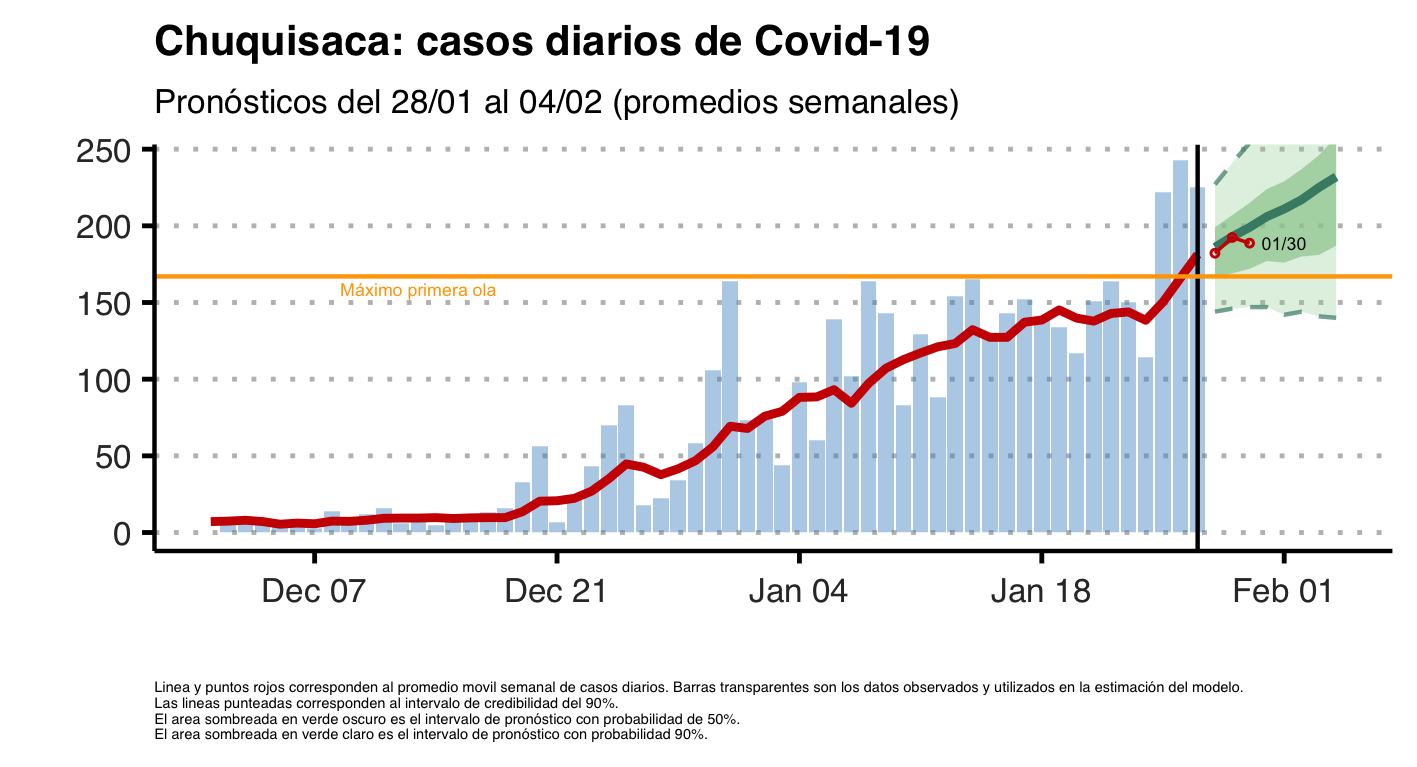 Chuquisaca: casos diarios de Covid-19
Pronósticos del 28/01 al 04/02 (promedios semanales)
250
200
150
100
50
0
01/30
Máximo primera ola
Dec 07
Dec 21
Jan 04
Jan 18
Feb 01
Linea y puntos rojos corresponden al promedio movil semanal de casos diarios. Barras transparentes son los datos observados y utilizados en la estimación del modelo.
Las lineas punteadas corresponden al intervalo de credibilidad del 90%.
El area sombreada en verde oscuro es el intervalo de pronóstico con probabilidad de 50%.
El area sombreada en verde claro es el intervalo de pronóstico con probabilidad 90%.